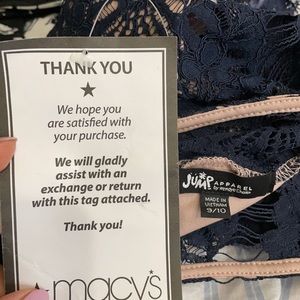 THANK YOU
★
We hope you
are satisfied with
your purchase.
We will gladly
assist with an
exchange or return
with this tag attached.
Thank you!
★macy's
Jump
APPAREL
MADE IN
VIETNAM
9/10